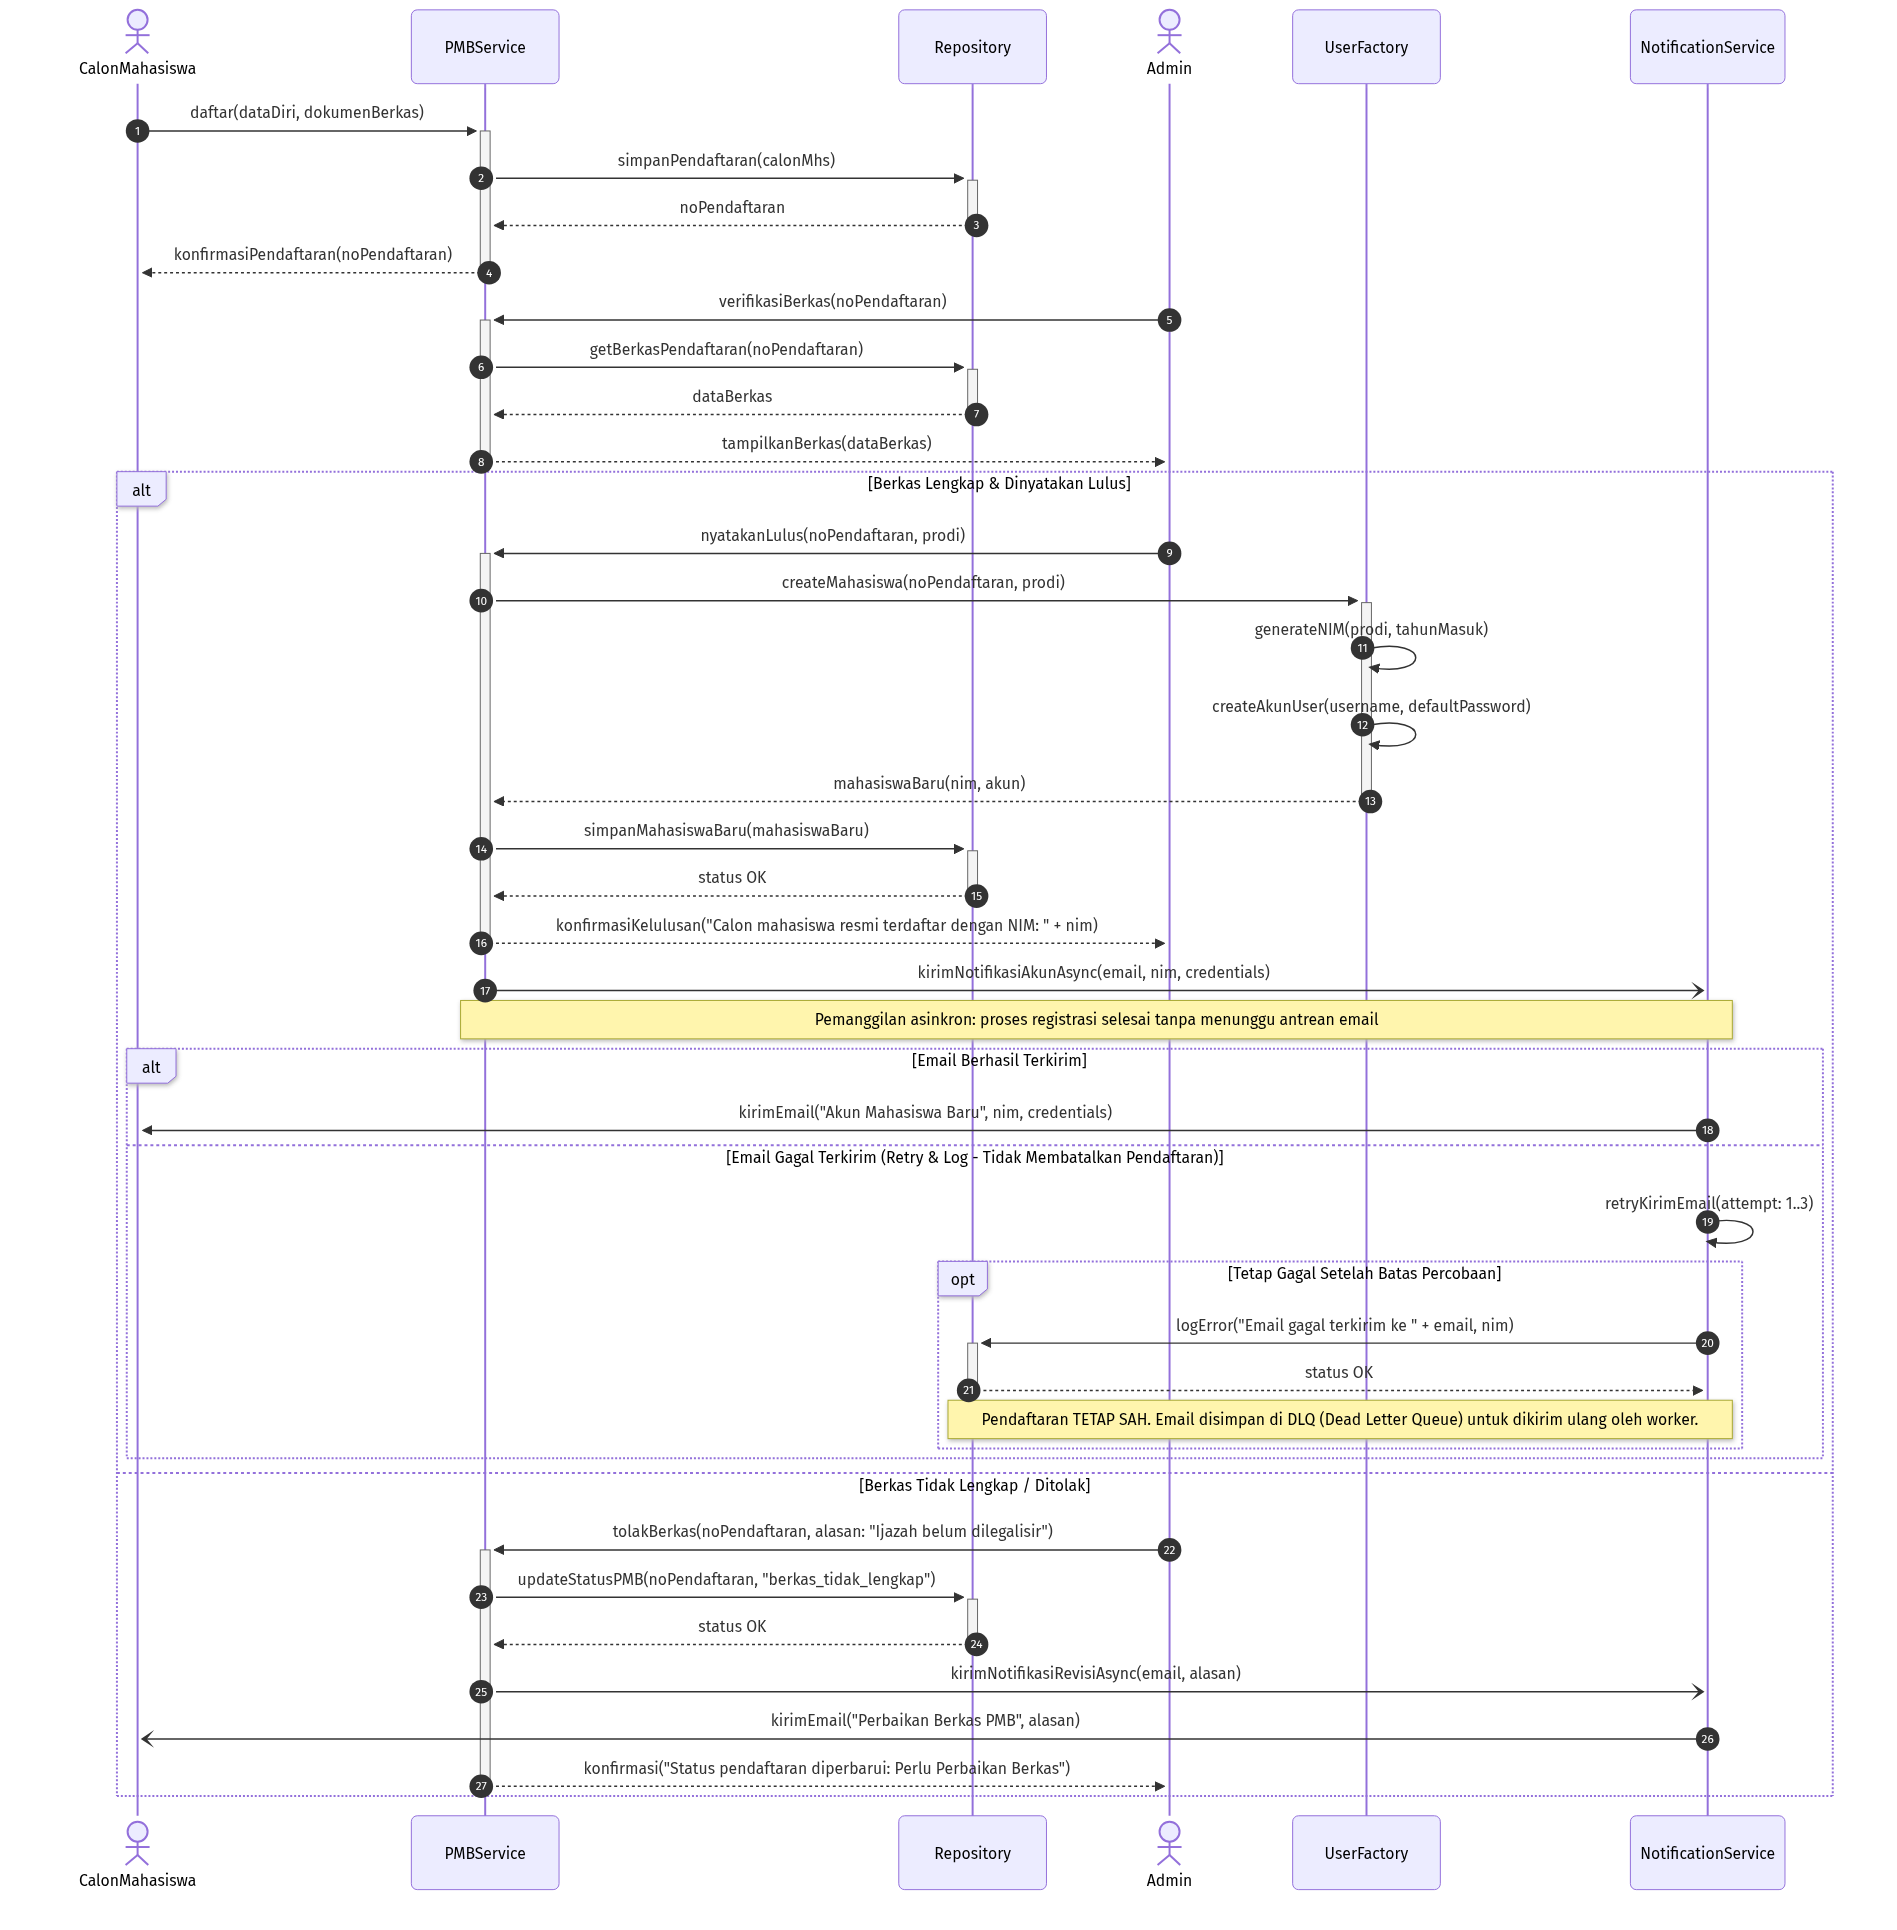 CalonMahasiswa
PMBService
Repository
Admin
UserFactory
NotificationService
daftar(dataDiri, dokumenBerkas)
1
simpanPendaftaran(calonMhs)
2
noPendaftaran
3
konfirmasiPendaftaran(noPendaftaran)
4
verifikasiBerkas(noPendaftaran)
5
getBerkasPendaftaran(noPendaftaran)
6
dataBerkas
7
tampilkanBerkas(dataBerkas)
8
alt
[Berkas Lengkap & Dinyatakan Lulus]
nyatakanLulus(noPendaftaran, prodi)
9
createMahasiswa(noPendaftaran, prodi)
10
generateNIM(prodi, tahunMasuk)
11
createAkunUser(username, defaultPassword)
12
mahasiswaBaru(nim, akun)
13
simpanMahasiswaBaru(mahasiswaBaru)
14
status OK
15
konfirmasiKelulusan("Calon mahasiswa resmi terdaftar dengan NIM: " + nim)
16
kirimNotifikasiAkunAsync(email, nim, credentials)
17
Pemanggilan asinkron: proses registrasi selesai tanpa menunggu antrean email
alt
[Email Berhasil Terkirim]
kirimEmail("Akun Mahasiswa Baru", nim, credentials)
18
[Email Gagal Terkirim (Retry & Log - Tidak Membatalkan Pendaftaran)]
retryKirimEmail(attempt: 1..3)
19
opt
[Tetap Gagal Setelah Batas Percobaan]
logError("Email gagal terkirim ke " + email, nim)
20
status OK
21
Pendaftaran TETAP SAH. Email disimpan di DLQ (Dead Letter Queue) untuk dikirim ulang oleh worker.
[Berkas Tidak Lengkap / Ditolak]
tolakBerkas(noPendaftaran, alasan: "Ijazah belum dilegalisir")
22
updateStatusPMB(noPendaftaran, "berkas_tidak_lengkap")
23
status OK
24
kirimNotifikasiRevisiAsync(email, alasan)
25
kirimEmail("Perbaikan Berkas PMB", alasan)
26
konfirmasi("Status pendaftaran diperbarui: Perlu Perbaikan Berkas")
27
CalonMahasiswa
PMBService
Repository
Admin
UserFactory
NotificationService